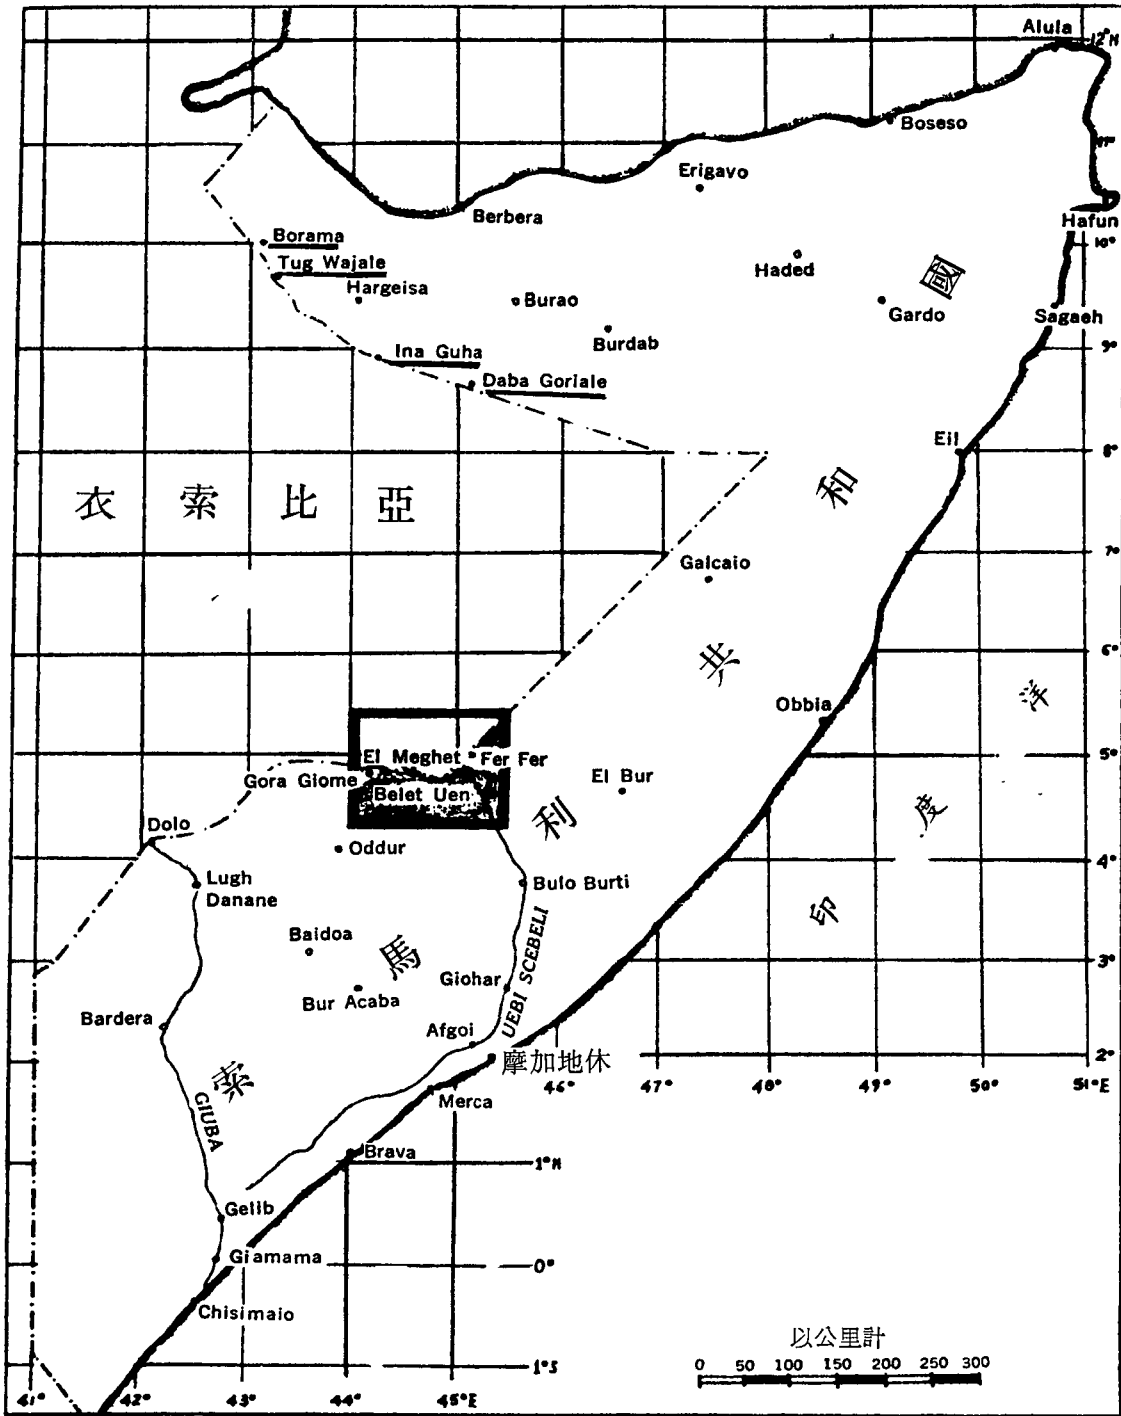 Alula
12°N
Boseso
11°
Erigavo
Berbera
Hafun
10°
Borama
Tug Wajale
Hargeisa
Haded
國
Burao
Gardo
Sagaeh
Burdab
Ina Guha
9°
Daba Goriale
Eil
8°
衣索比亞
和
7°
Galcaio
共
6°
洋
Obbia
El Meghet
Fer Fer
5°
Gora Giome
El Bur
Belet Uen
利
度
Dolo
Oddur
4°
Lugh
Danane
Bulo Burti
印
Baidoa
馬
3°
Bur Acaba
Giohar
UEBI SCEBELI
Bardera
Afgoi
2°
摩加地休
46°
47°
48°
49°
50°
51°E
索
GIUBA
Merca
Brava
1°N
Gelib
Giamama
0°
Chisimaio
以公里計
0 50 100 150 200 250 300
1°S
41°
42°
43°
44°
45°E